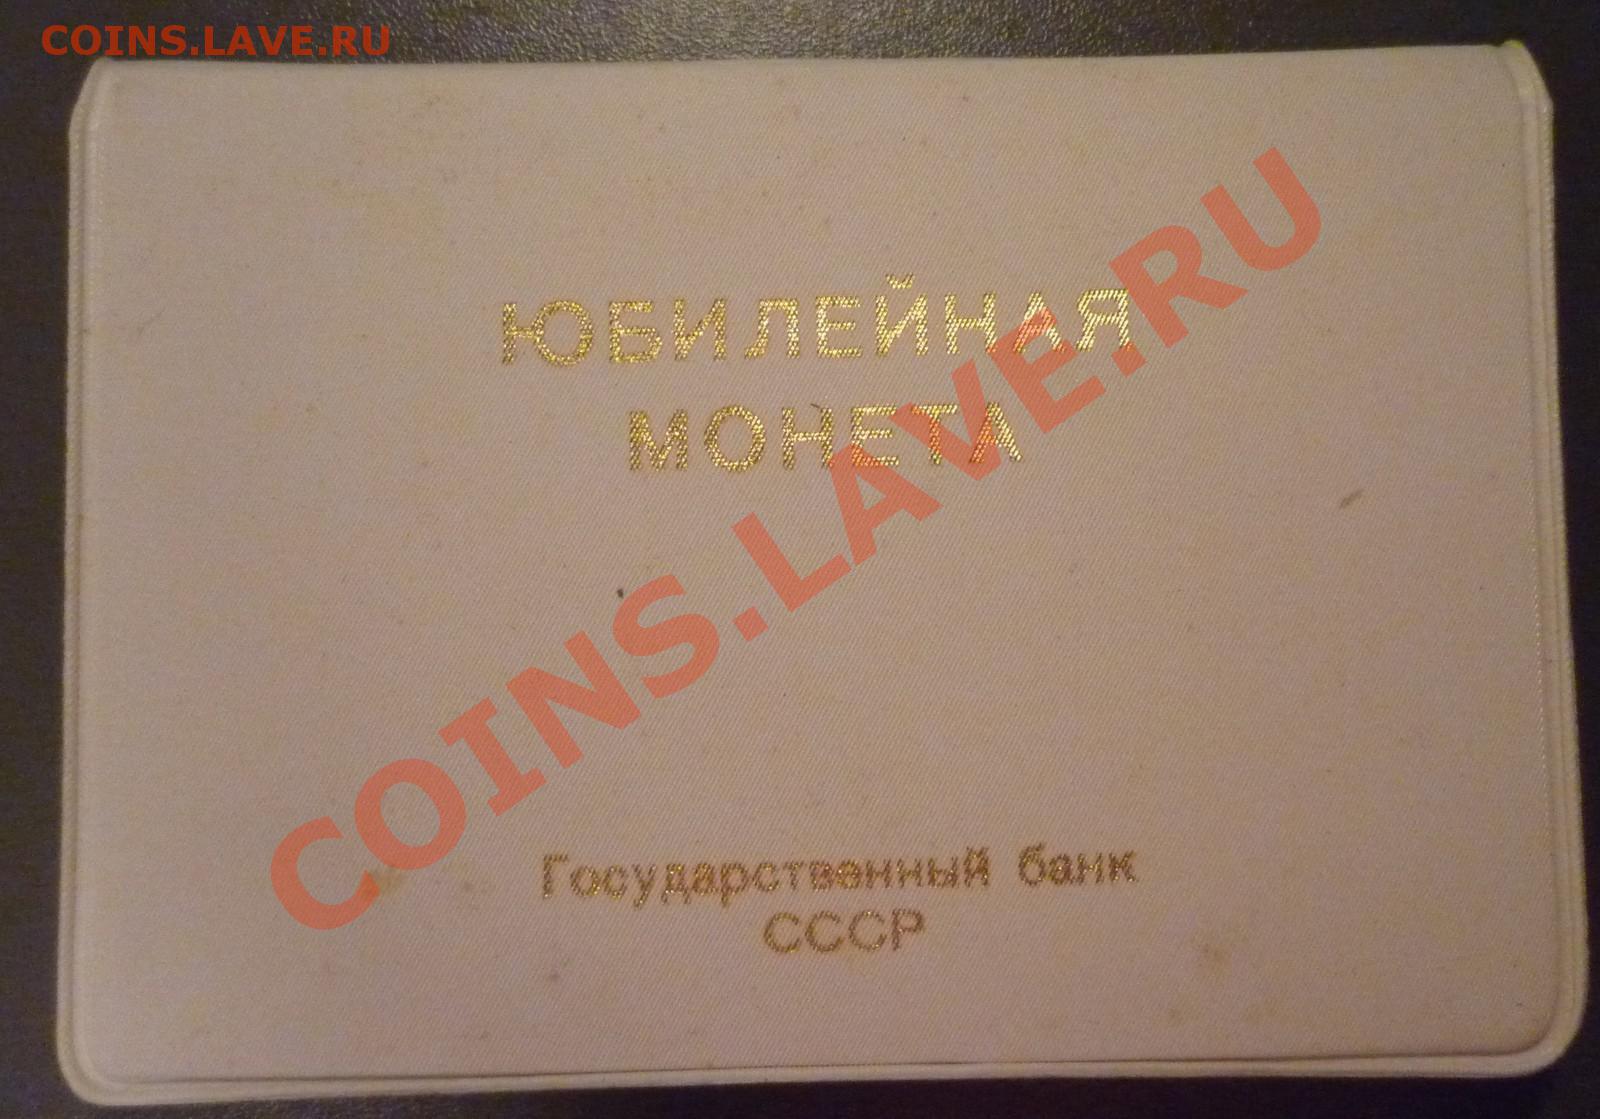 COINS.LAVE.RU
ЮБИЛЕЙНАЯ
МОНЕТА
COINS.LAVE.RU
Государственный банк
СССР